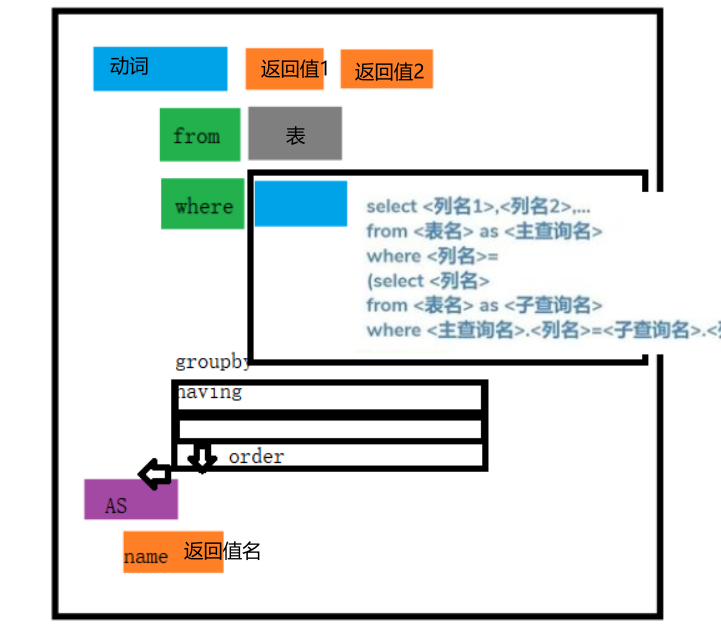 动词 返回值1 返回值2
from 表
where
select <列名1>,<列名2>,...
from <表名> as <主查询名>
where <列名>=
(select <列名>
from <表名> as <子查询名>
where <主查询名>.<列名>=<子查询名>.<列
groupby
having
order
AS
name 返回值名